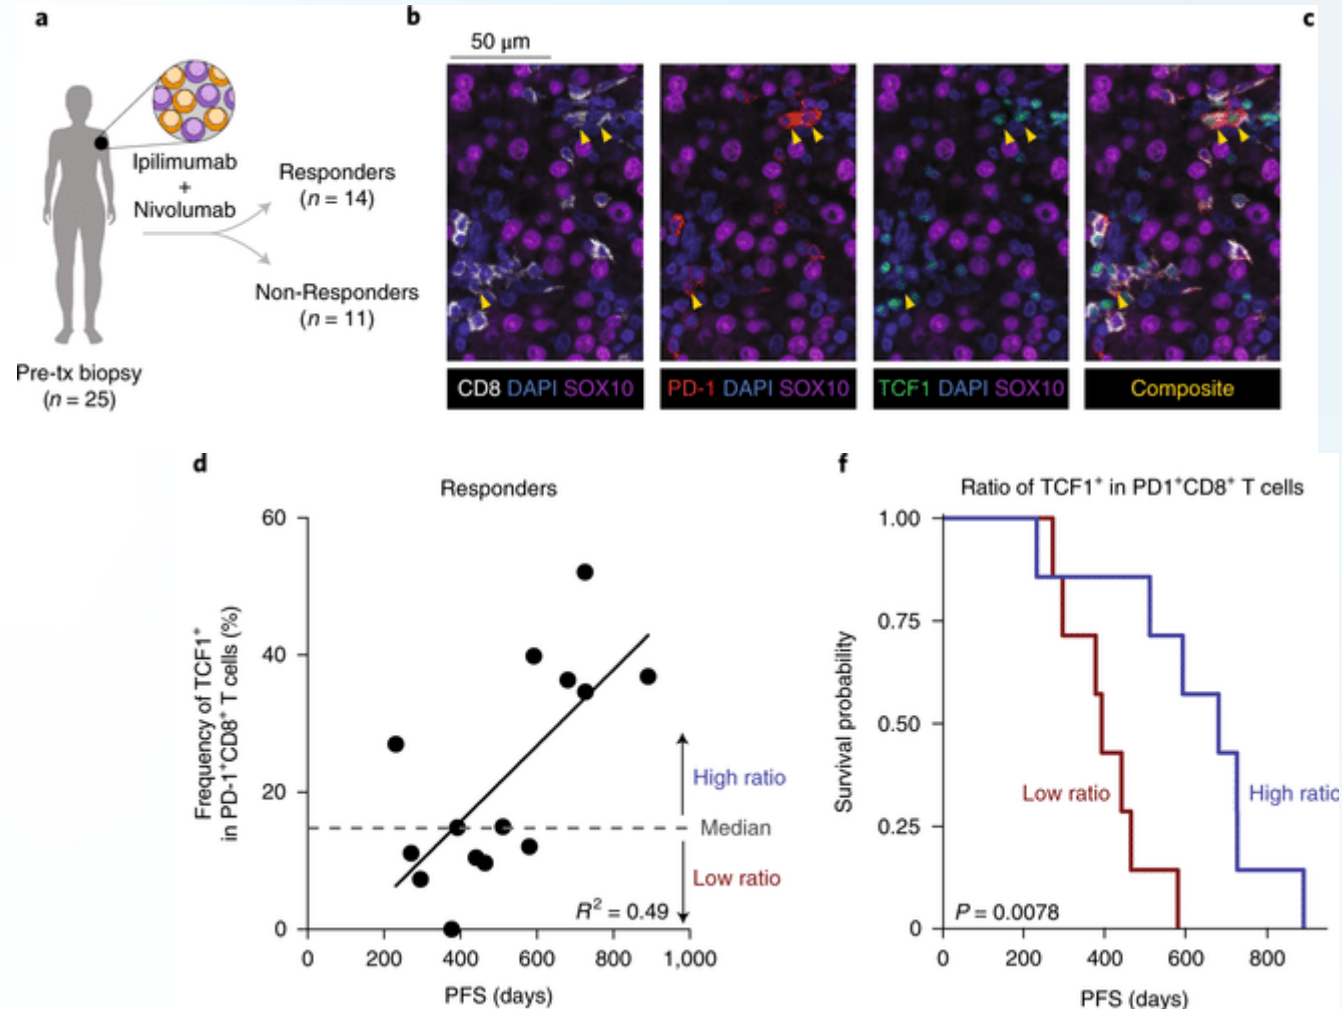 a
Ipilimumab
+
Nivolumab
Responders
(n = 14)
Non-Responders
(n = 11)
Pre-tx biopsy
(n = 25)
b
50 μm
CD8 DAPI SOX10
PD-1 DAPI SOX10
TCF1 DAPI SOX10
Composite
c
d
Responders
Frequency of TCF1⁺
in PD-1⁺CD8⁺ T cells (%)
60
40
20
0
High ratio
Median
Low ratio
R² = 0.49
0 200 400 600 800 1,000
PFS (days)
f
Ratio of TCF1⁺ in PD1⁺CD8⁺ T cells
Survival probability
1.00
0.75
0.50
0.25
0
Low ratio
High ratio
P = 0.0078
0 200 400 600 800
PFS (days)